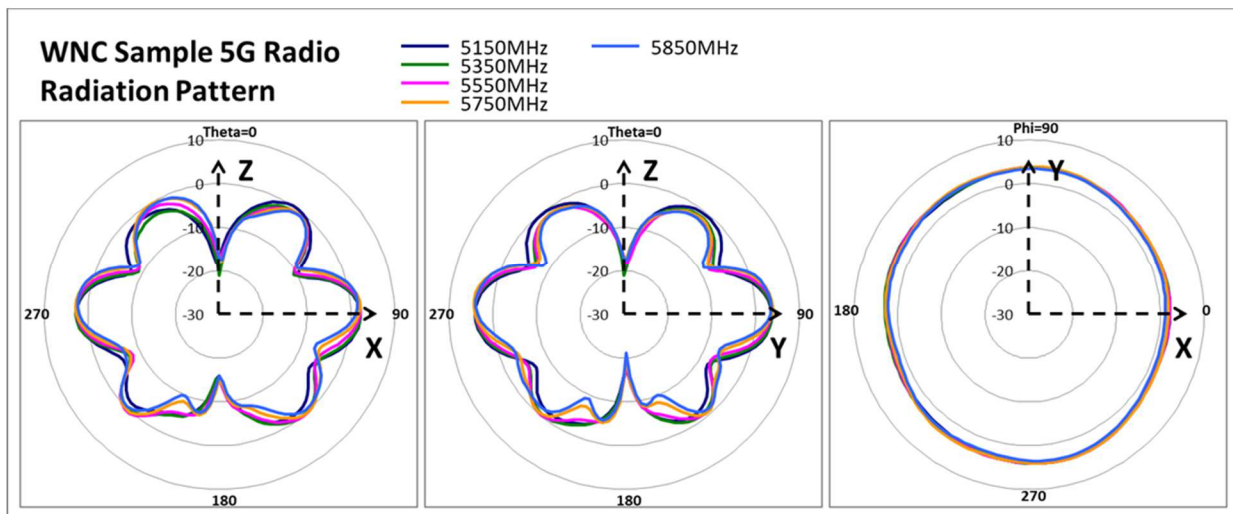 WNC Sample 5G Radio
Radiation Pattern
5150MHz
5350MHz
5550MHz
5750MHz
5850MHz
Theta=0
10
Z
0
-10
-20
-30
270
90
X
180
Theta=0
10
Z
0
-10
-20
-30
270
90
Y
180
Phi=90
10
Y
0
-10
-20
-30
180
0
X
270